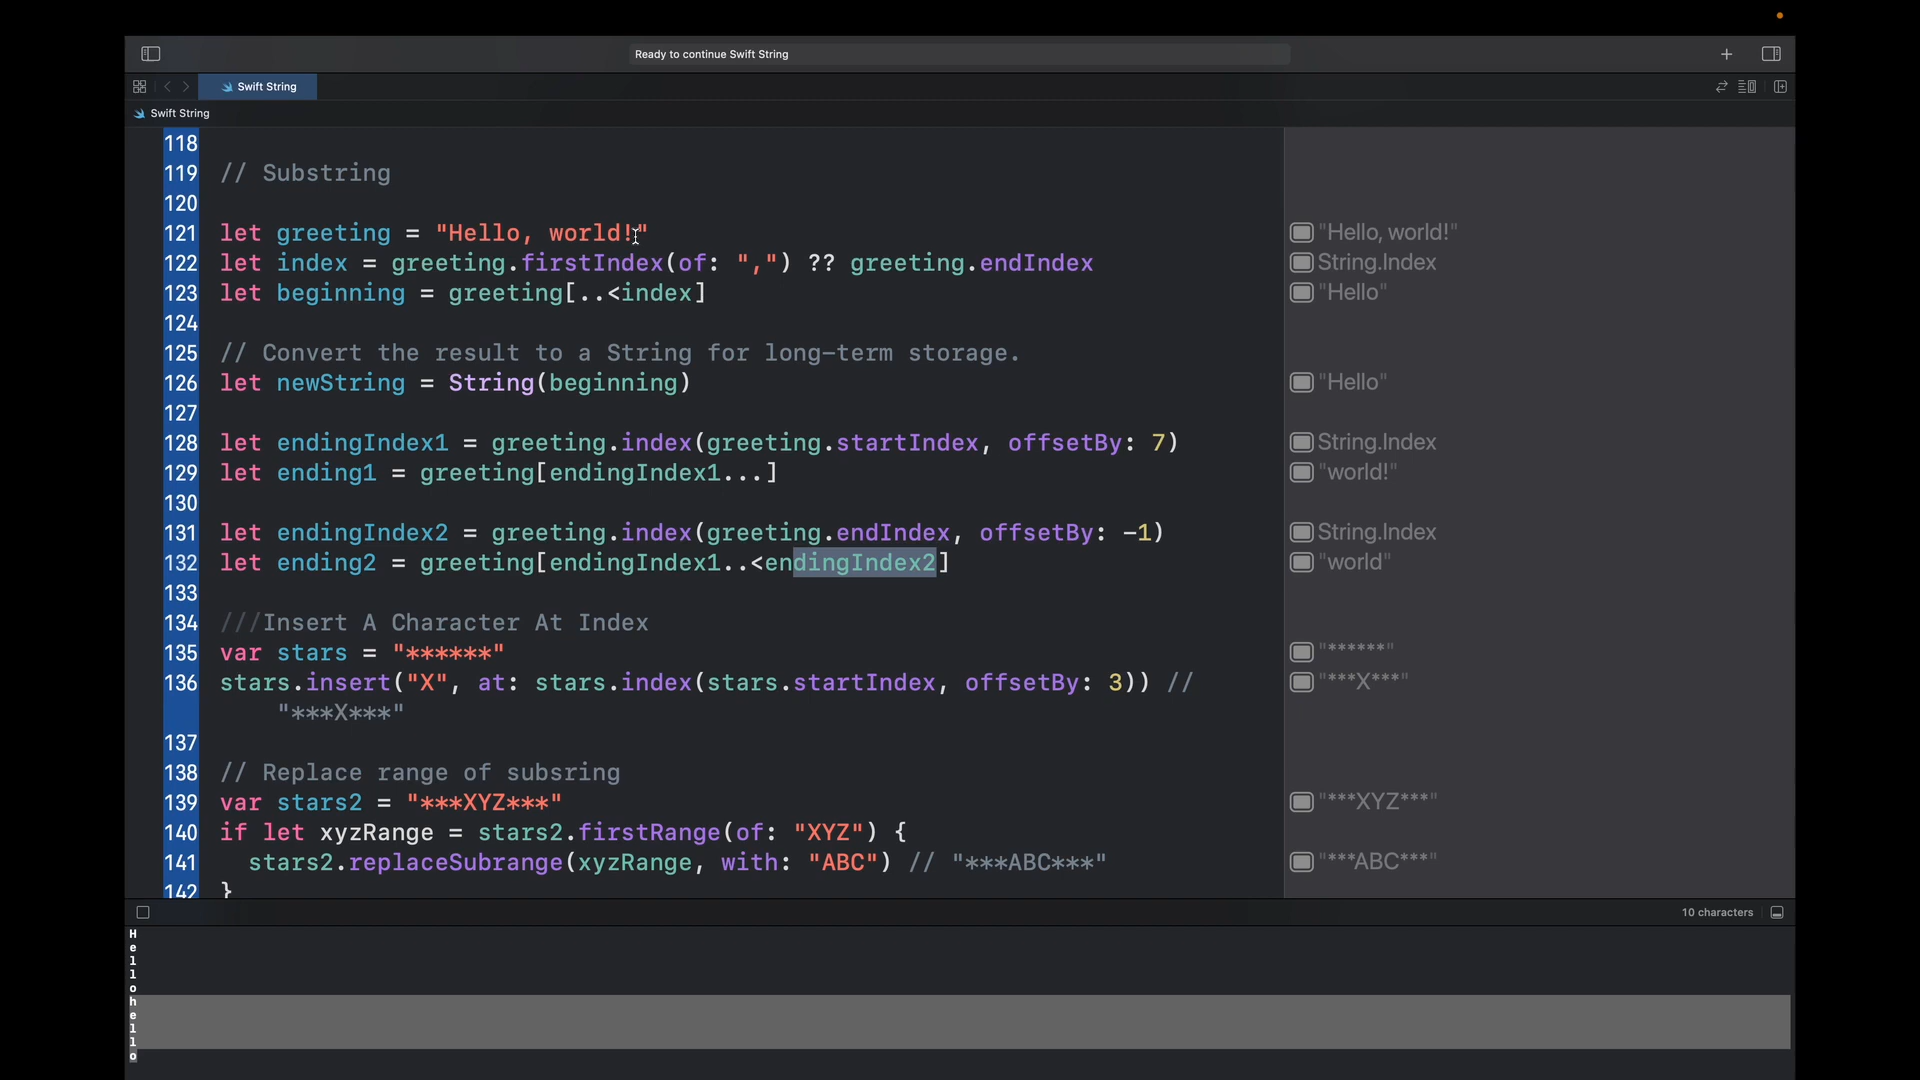 Ready to continue Swift String
Swift String
Swift String
118
119 // Substring
120
121 let greeting = "Hello, world!" "Hello, world!"
122 let index = greeting.firstIndex(of: ",") ?? greeting.endIndex String.Index
123 let beginning = greeting[..<index] "Hello"
124
125 // Convert the result to a String for long-term storage.
126 let newString = String(beginning) "Hello"
127
128 let endingIndex1 = greeting.index(greeting.startIndex, offsetBy: 7) String.Index
129 let ending1 = greeting[endingIndex1...] "world!"
130
131 let endingIndex2 = greeting.index(greeting.endIndex, offsetBy: -1) String.Index
132 let ending2 = greeting[endingIndex1..<endingIndex2] "world"
133
134 ///Insert A Character At Index
135 var stars = "******" "******"
136 stars.insert("X", at: stars.index(stars.startIndex, offsetBy: 3)) // "***X***"
"***X***"
137
138 // Replace range of subsring
139 var stars2 = "***XYZ***" "***XYZ***"
140 if let xyzRange = stars2.firstRange(of: "XYZ") {
141 stars2.replaceSubrange(xyzRange, with: "ABC") // "***ABC***" "***ABC***"
142 }
10 characters
H
e
l
l
o
h
e
l
l
o